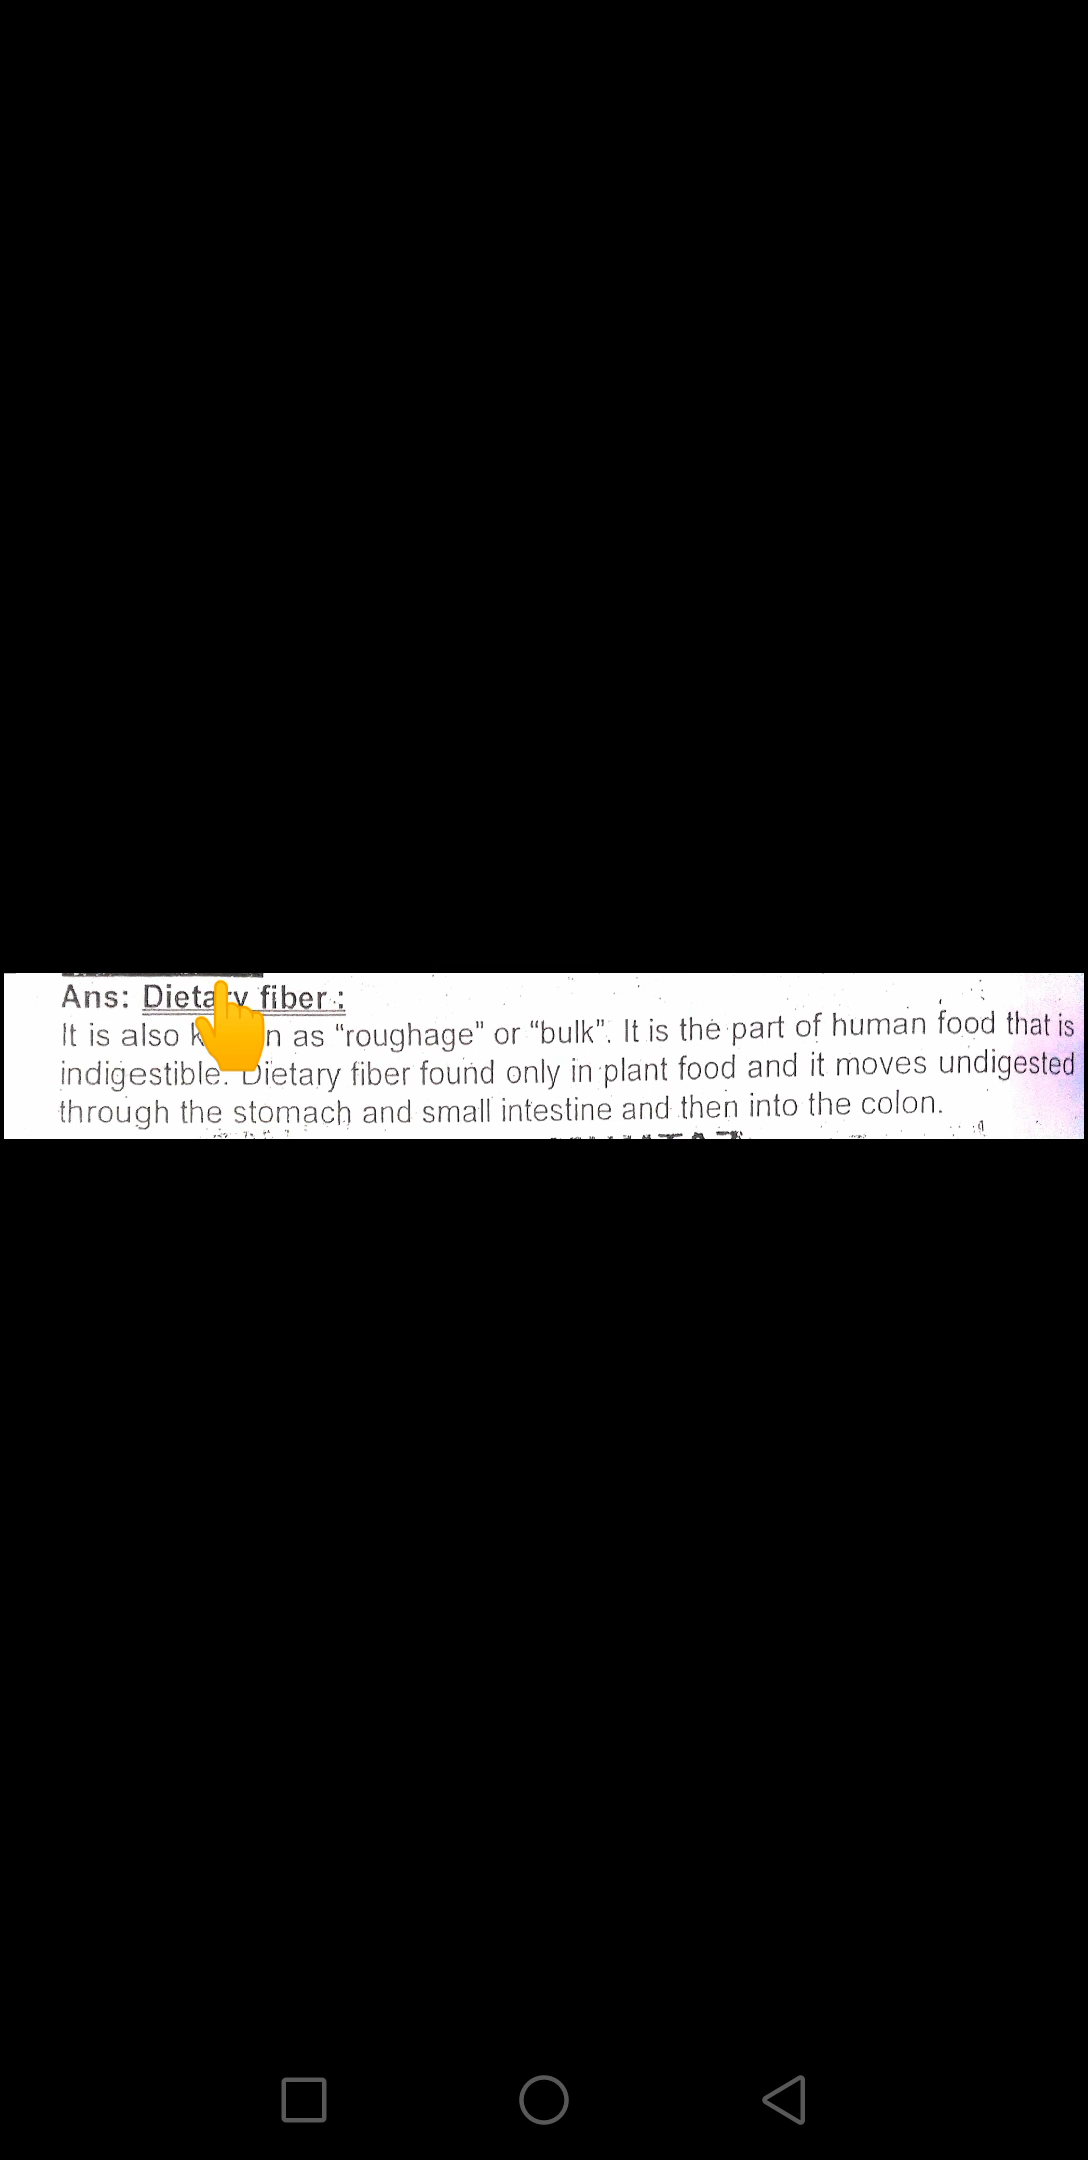 Ans: Dietary fiber :
It is also known as “roughage” or “bulk”. It is the part of human food that is
indigestible. Dietary fiber found only in plant food and it moves undigested
through the stomach and small intestine and then into the colon.